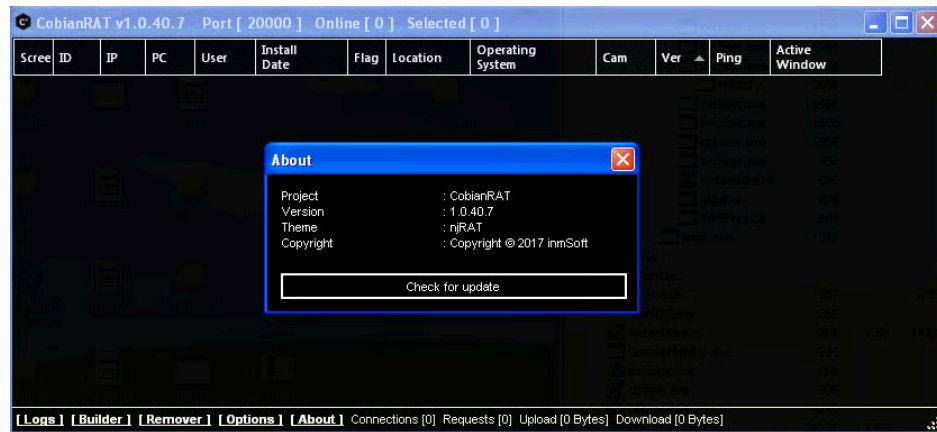 CobianRAT v1.0.40.7 Port [ 20000 ] Online [ 0 ] Selected [ 0 ]
Scree ID IP PC User Install Date Flag Location Operating System Cam Ver Ping Active Window
About
Project : CobianRAT
Version : 1.0.40.7
Theme : njRAT
Copyright : Copyright © 2017 inmSoft
Check for update
[ Logs ] [ Builder ] [ Remover ] [ Options ] [ About ] Connections [0] Requests [0] Upload [0 Bytes] Download [0 Bytes]